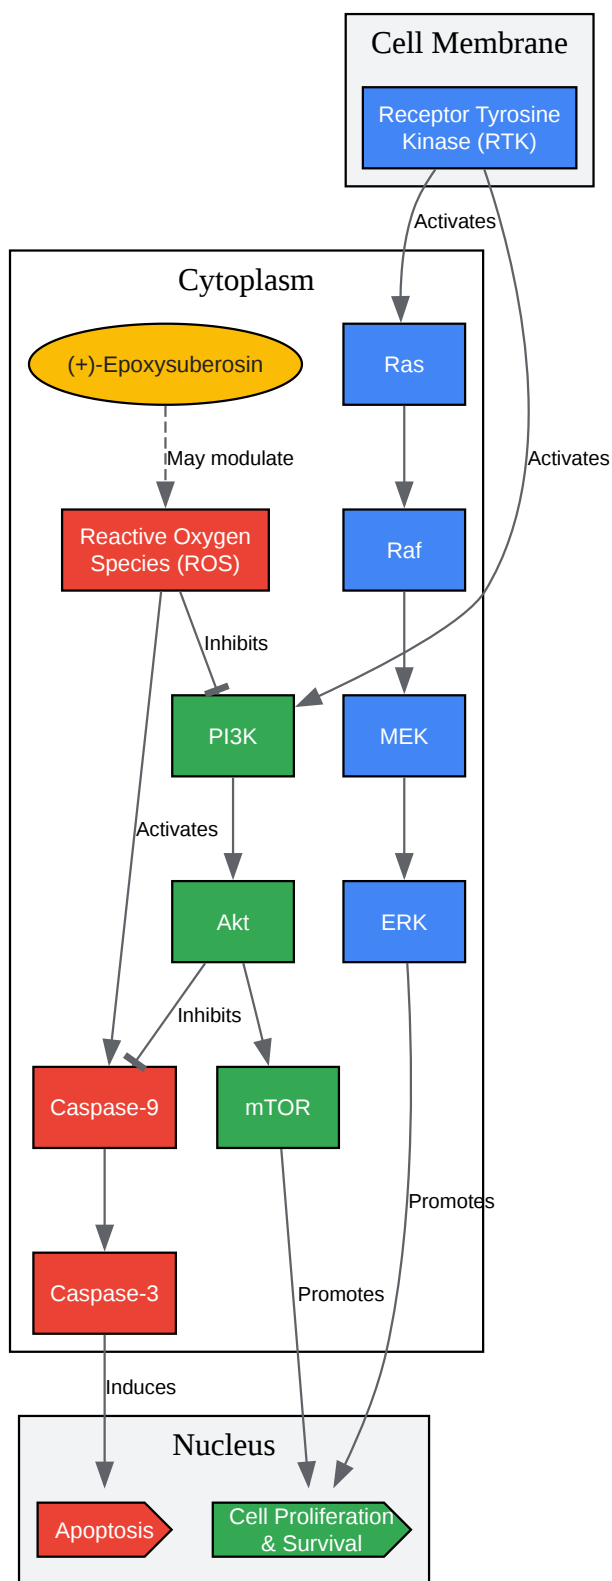 Cell Membrane
Receptor Tyrosine
Kinase (RTK)
Activates
Cytoplasm
(+)-Epoxysuberosin
Ras
May modulate
Activates
Reactive Oxygen
Species (ROS)
Raf
Inhibits
PI3K
MEK
Activates
Akt
ERK
Inhibits
Caspase-9
mTOR
Promotes
Caspase-3
Promotes
Induces
Nucleus
Apoptosis
Cell Proliferation
& Survival